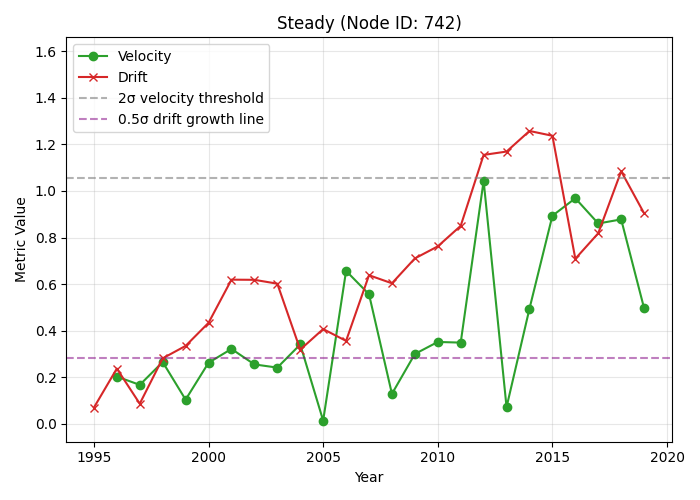 Steady (Node ID: 742)
Velocity
Drift
2σ velocity threshold
0.5σ drift growth line
Metric Value
1.6
1.4
1.2
1.0
0.8
0.6
0.4
0.2
0.0
1995
2000
2005
2010
2015
2020
Year